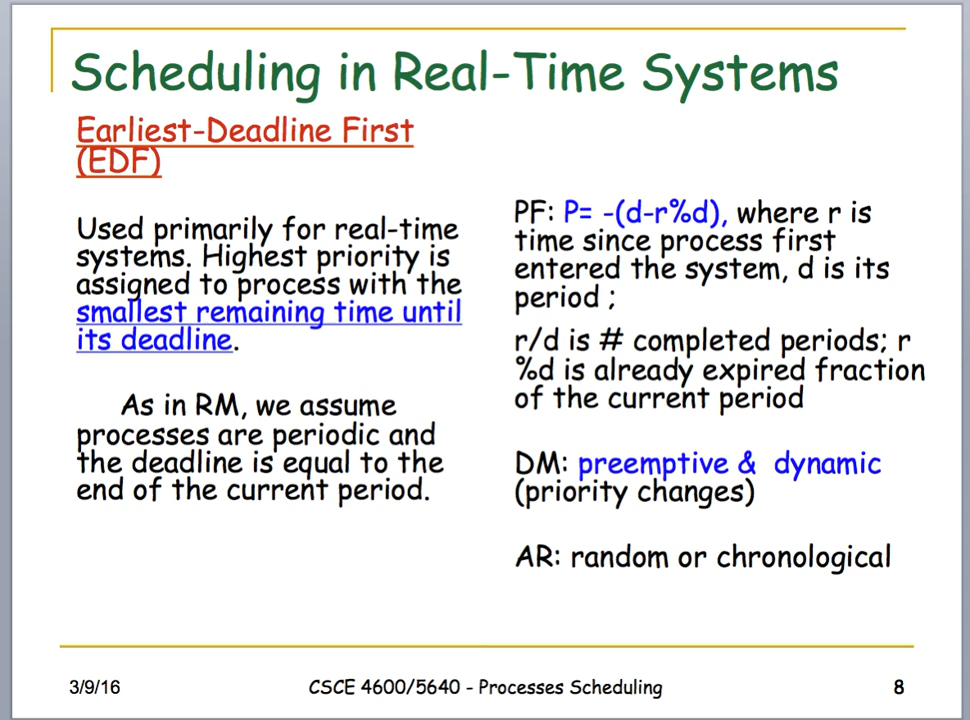 Scheduling in Real-Time Systems
Earliest-Deadline First
(EDF)
Used primarily for real-time
systems. Highest priority is
assigned to process with the
smallest remaining time until
its deadline.
As in RM, we assume
processes are periodic and
the deadline is equal to the
end of the current period.
PF: P= -(d-r%d), where r is
time since process first
entered the system, d is its
period ;
r/d is # completed periods; r
%d is already expired fraction
of the current period
DM: preemptive & dynamic
(priority changes)
AR: random or chronological
3/9/16
CSCE 4600/5640 - Processes Scheduling
8